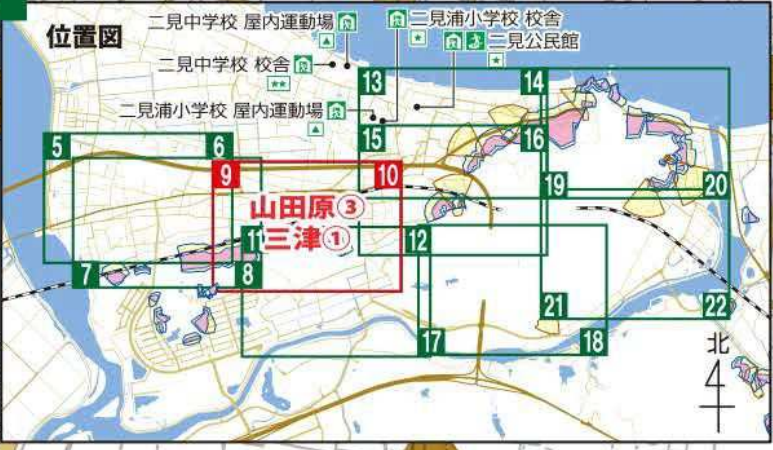 位置図
二見中学校 屋内運動場
二見浦小学校 校舎
二見公民館
二見中学校 校舎
二見浦小学校 屋内運動場
13
14
5
6
15
16
9
10
19
20
山田原③
三津①
11
12
7
8
21
22
17
18
北